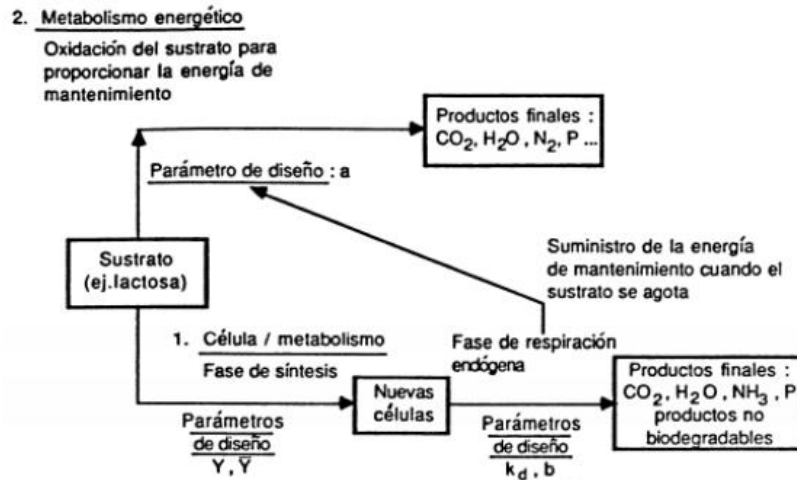 2. Metabolismo energético
Oxidación del sustrato para
proporcionar la energía de
mantenimiento
Productos finales :
CO₂, H₂O , N₂, P ...
Parámetro de diseño : a
Sustrato
(ej.lactosa)
Suministro de la energía
de mantenimiento cuando el
sustrato se agota
1. Célula / metabolismo
Fase de síntesis
Fase de respiración
endógena
Nuevas
células
Productos finales :
CO₂, H₂O , NH₃ , P
productos no
biodegradables
Parámetros
de diseño
Y , Y̅
Parámetros
de diseño
k_d , b